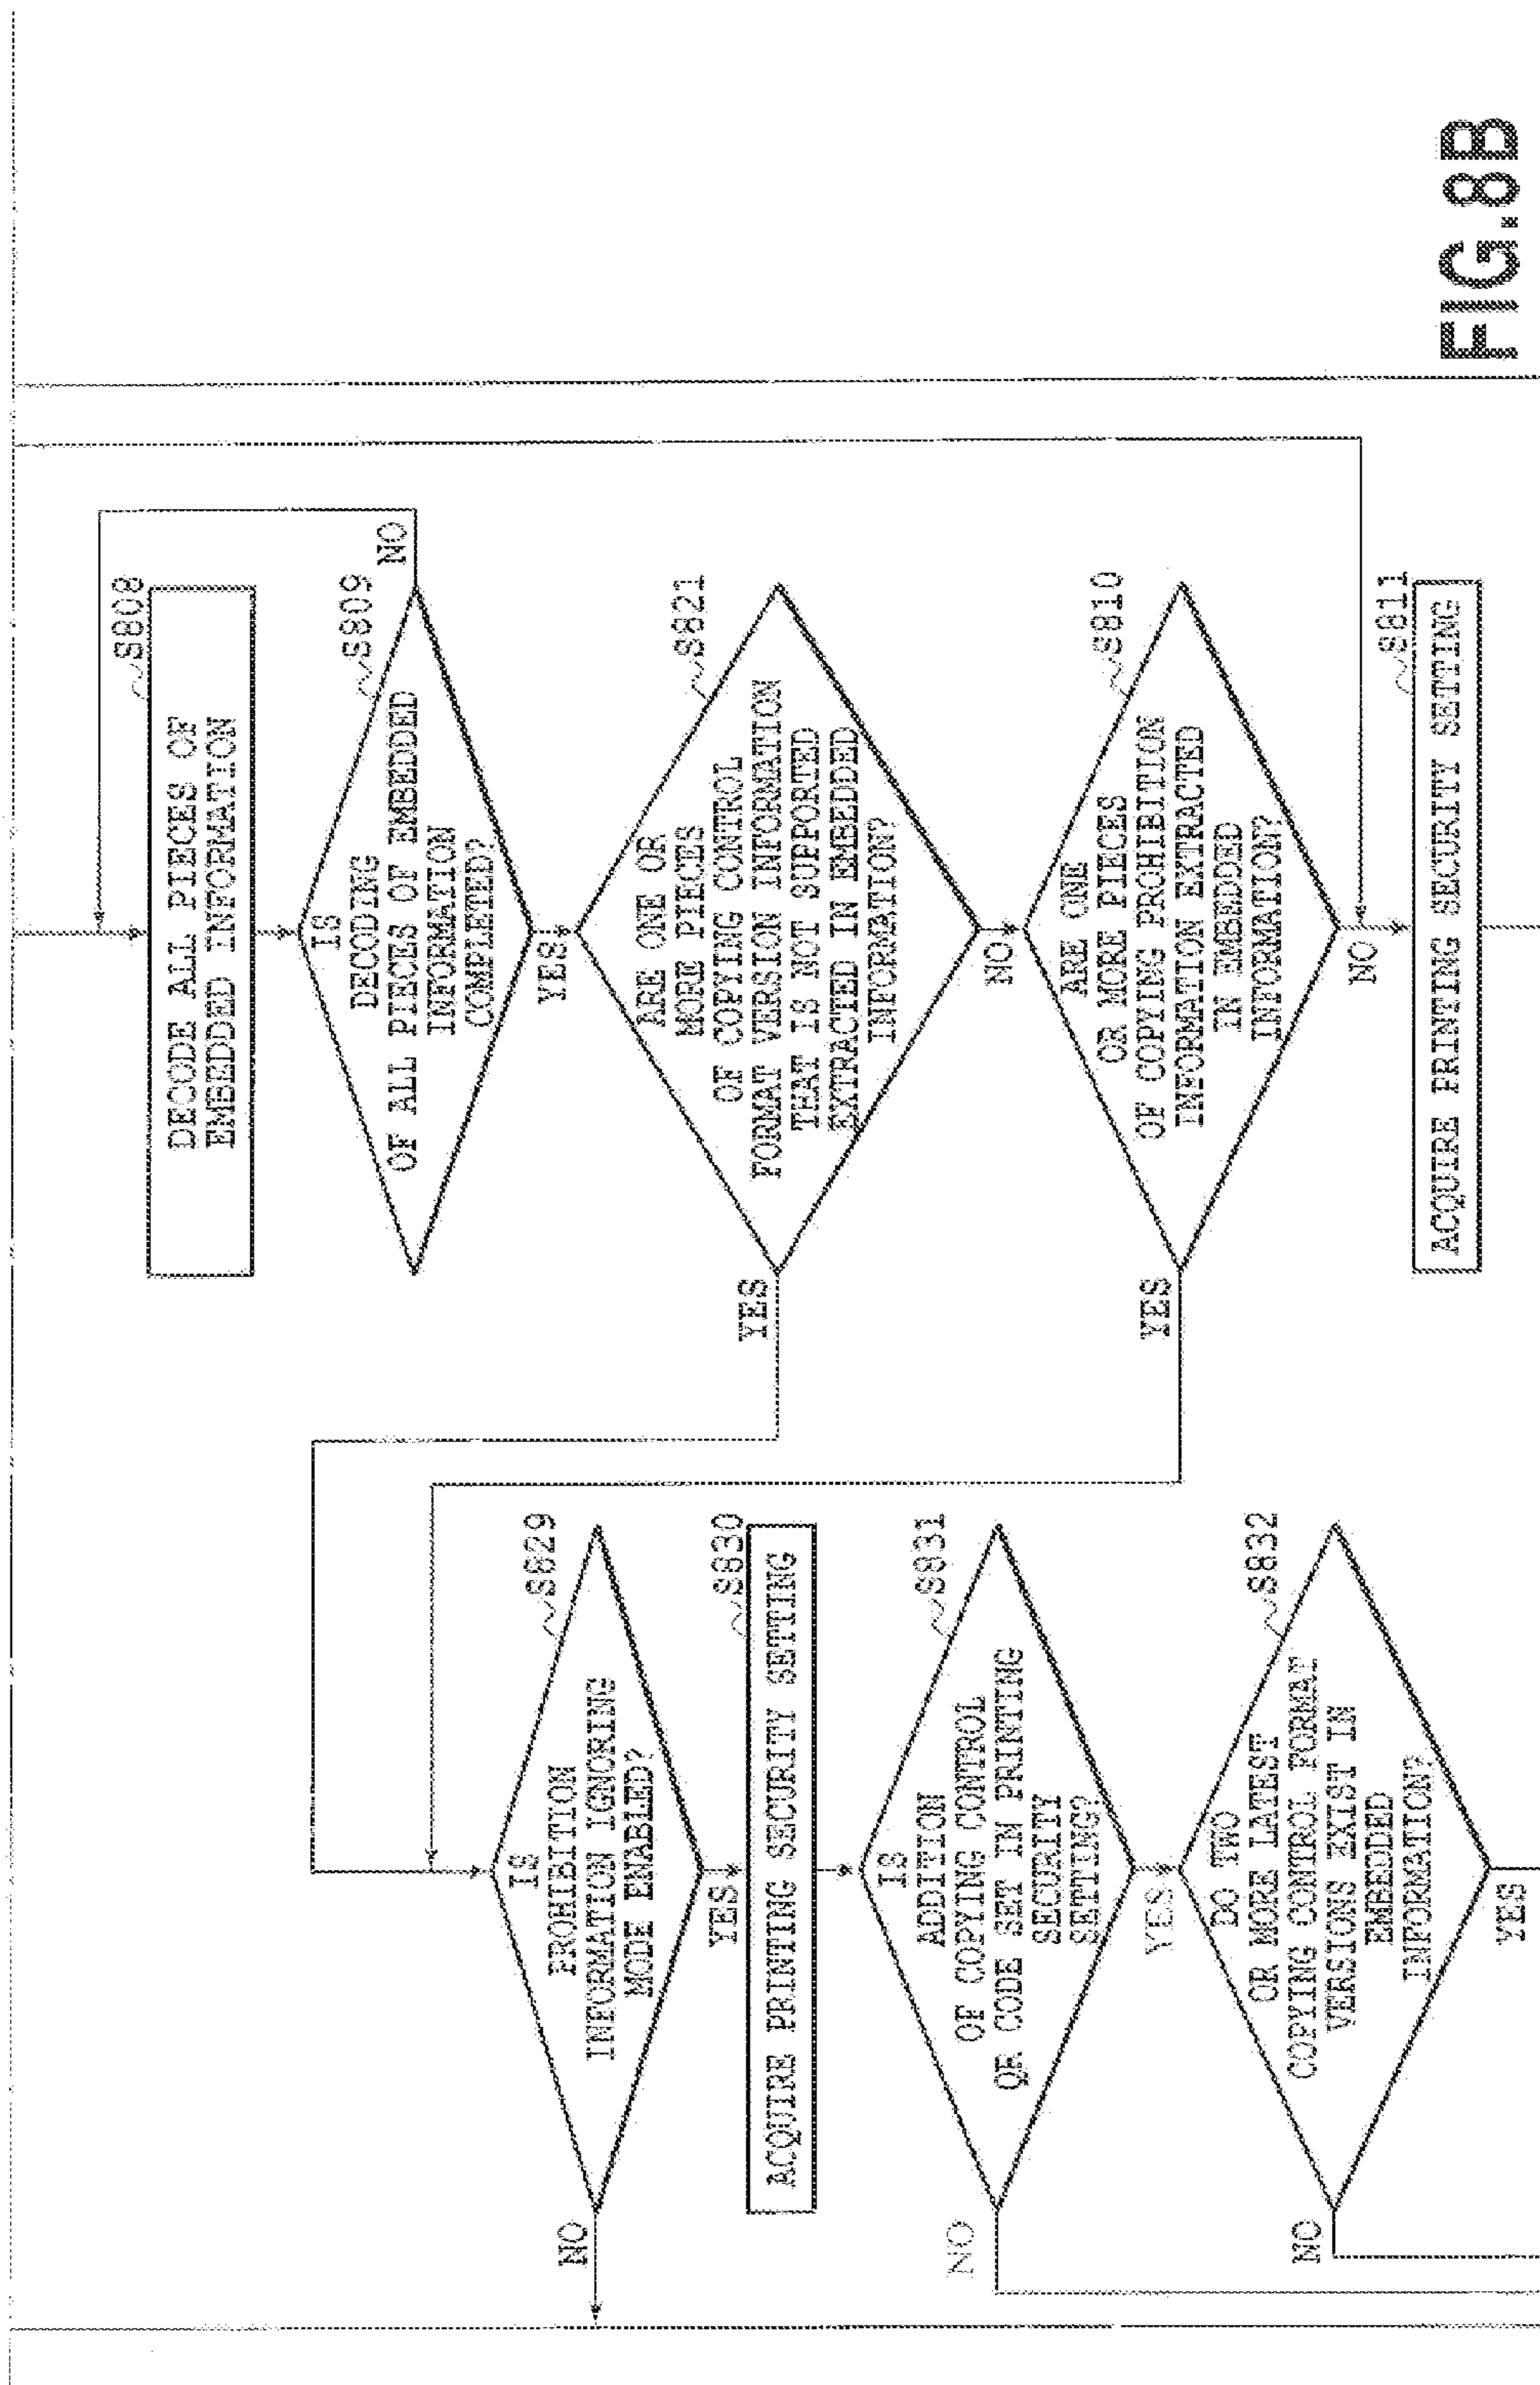 S808
DECODE ALL PIECES OF
EMBEDDED INFORMATION
S809
IS
DECODING
OF ALL PIECES OF EMBEDDED
INFORMATION
COMPLETED?
NO
YES
S821
ARE ONE OR
MORE PIECES
OF COPYING CONTROL
FORMAT VERSION INFORMATION
THAT IS NOT SUPPORTED
EXTRACTED IN EMBEDDED
INFORMATION?
YES
NO
S810
ARE ONE
OR MORE PIECES
OF COPYING PROHIBITION
INFORMATION EXTRACTED
IN EMBEDDED
INFORMATION?
YES
NO
S811
ACQUIRE PRINTING SECURITY SETTING
S829
IS
PROHIBITION
INFORMATION IGNORING
MODE ENABLED?
NO
YES
S830
ACQUIRE PRINTING SECURITY SETTING
S831
IS
ADDITION
OF COPYING CONTROL
QR CODE SET IN PRINTING
SECURITY
SETTING?
NO
YES
S832
DO TWO
OR MORE LATEST
COPYING CONTROL FORMAT
VERSIONS EXIST IN
EMBEDDED
INFORMATION?
NO
YES
FIG.8B